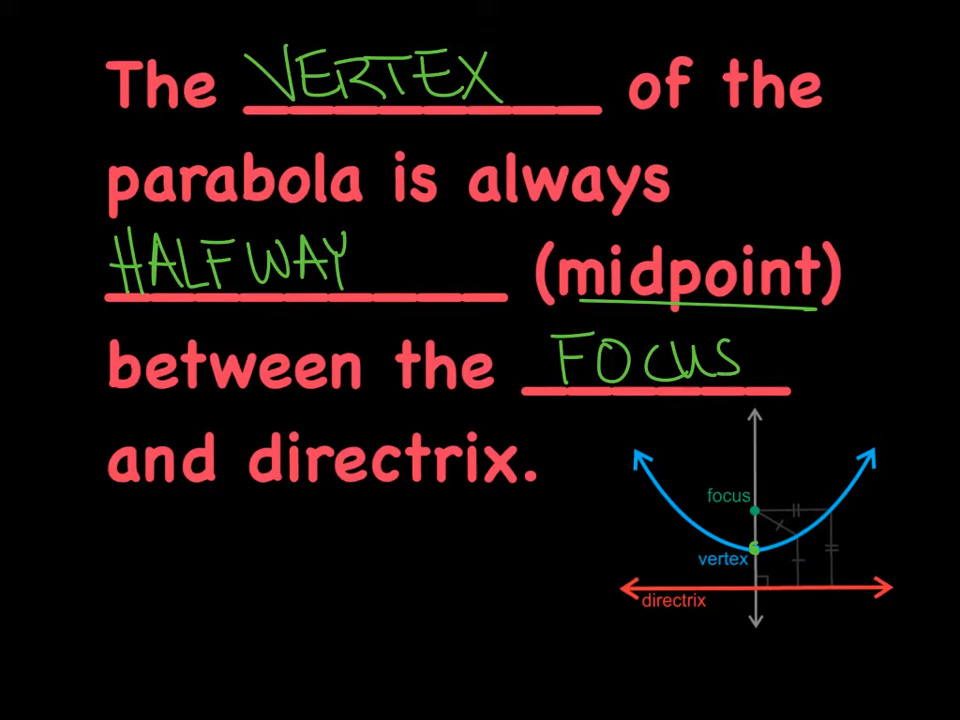 The VERTEX of the
parabola is always
HALFWAY (midpoint)
between the FOCUS
and directrix.
focus
vertex
directrix